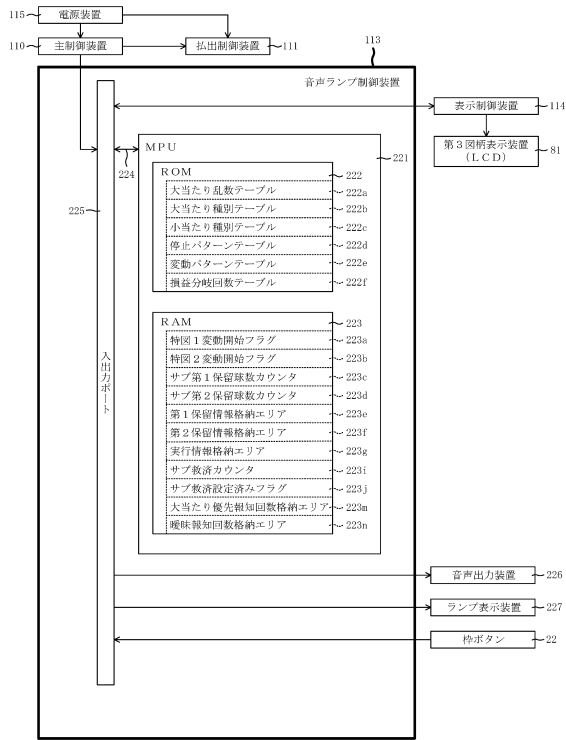 115 電源装置
110 主制御装置
払出制御装置 111
113
音声ランプ制御装置
表示制御装置 114
第３図柄表示装置
（ＬＣＤ） 81
224
225
入出力ポート
ＭＰＵ
221
ＲＯＭ 222
大当たり乱数テーブル 222a
大当たり種別テーブル 222b
小当たり種別テーブル 222c
停止パターンテーブル 222d
変動パターンテーブル 222e
損益分岐回数テーブル 222f
ＲＡＭ 223
特図１変動開始フラグ 223a
特図２変動開始フラグ 223b
サブ第１保留球数カウンタ 223c
サブ第２保留球数カウンタ 223d
第１保留情報格納エリア 223e
第２保留情報格納エリア 223f
実行情報格納エリア 223g
サブ救済カウンタ 223i
サブ救済設定済みフラグ 223j
大当たり優先報知回数格納エリア 223m
曖昧報知回数格納エリア 223n
音声出力装置 226
ランプ表示装置 227
枠ボタン 22